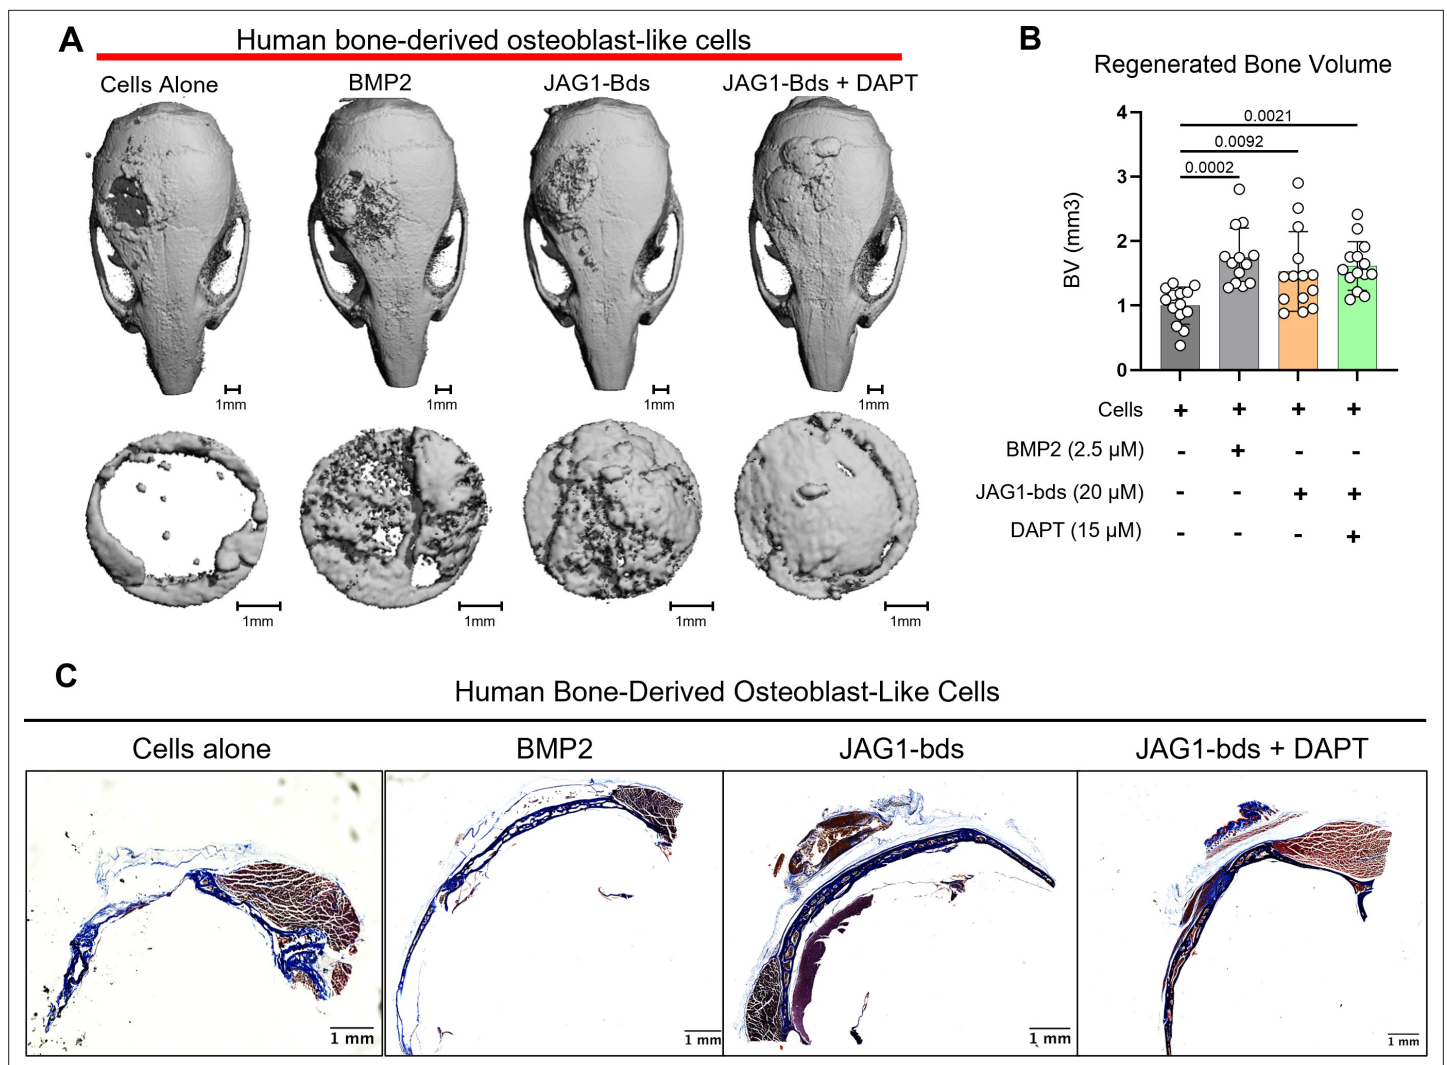 A
Human bone-derived osteoblast-like cells
Cells Alone
BMP2
JAG1-Bds
JAG1-Bds + DAPT
1mm
1mm
1mm
1mm
1mm
1mm
1mm
1mm
B
Regenerated Bone Volume
BV (mm3)
4
3
2
1
0
0.0021
0.0092
0.0002
Cells + + + +
BMP2 (2.5 µM) - + - -
JAG1-bds (20 µM) - - + +
DAPT (15 µM) - - - +
C
Human Bone-Derived Osteoblast-Like Cells
Cells alone
BMP2
JAG1-bds
JAG1-bds + DAPT
1 mm
1 mm
1 mm
1 mm